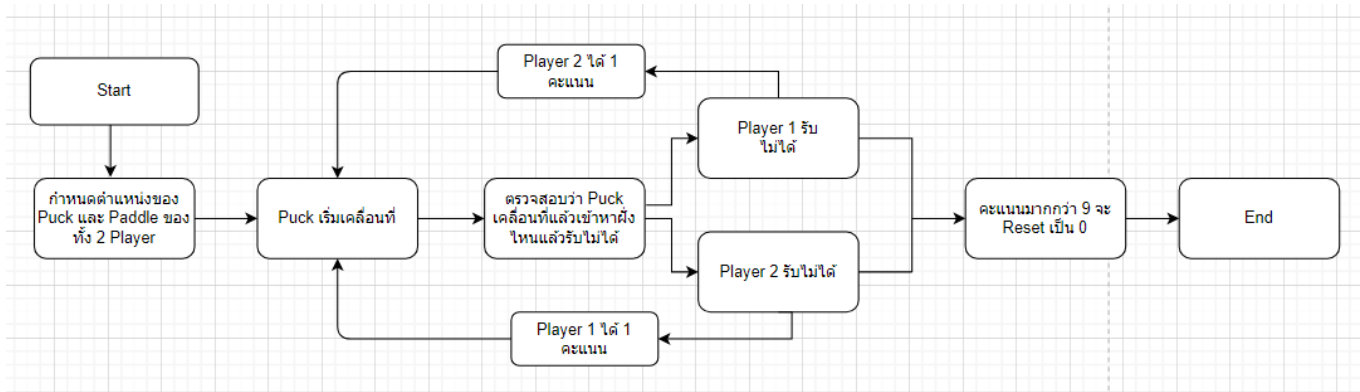 Start
กำหนดตำแหน่งของ
Puck และ Paddle ของ
ทั้ง 2 Player
Puck เริ่มเคลื่อนที่
ตรวจสอบว่า Puck
เคลื่อนที่แล้วเข้าหาฝั่ง
ไหนแล้วรับไม่ได้
Player 2 ได้ 1
คะแนน
Player 1 รับ
ไม่ได้
Player 2 รับไม่ได้
Player 1 ได้ 1
คะแนน
คะแนนมากกว่า 9 จะ
Reset เป็น 0
End